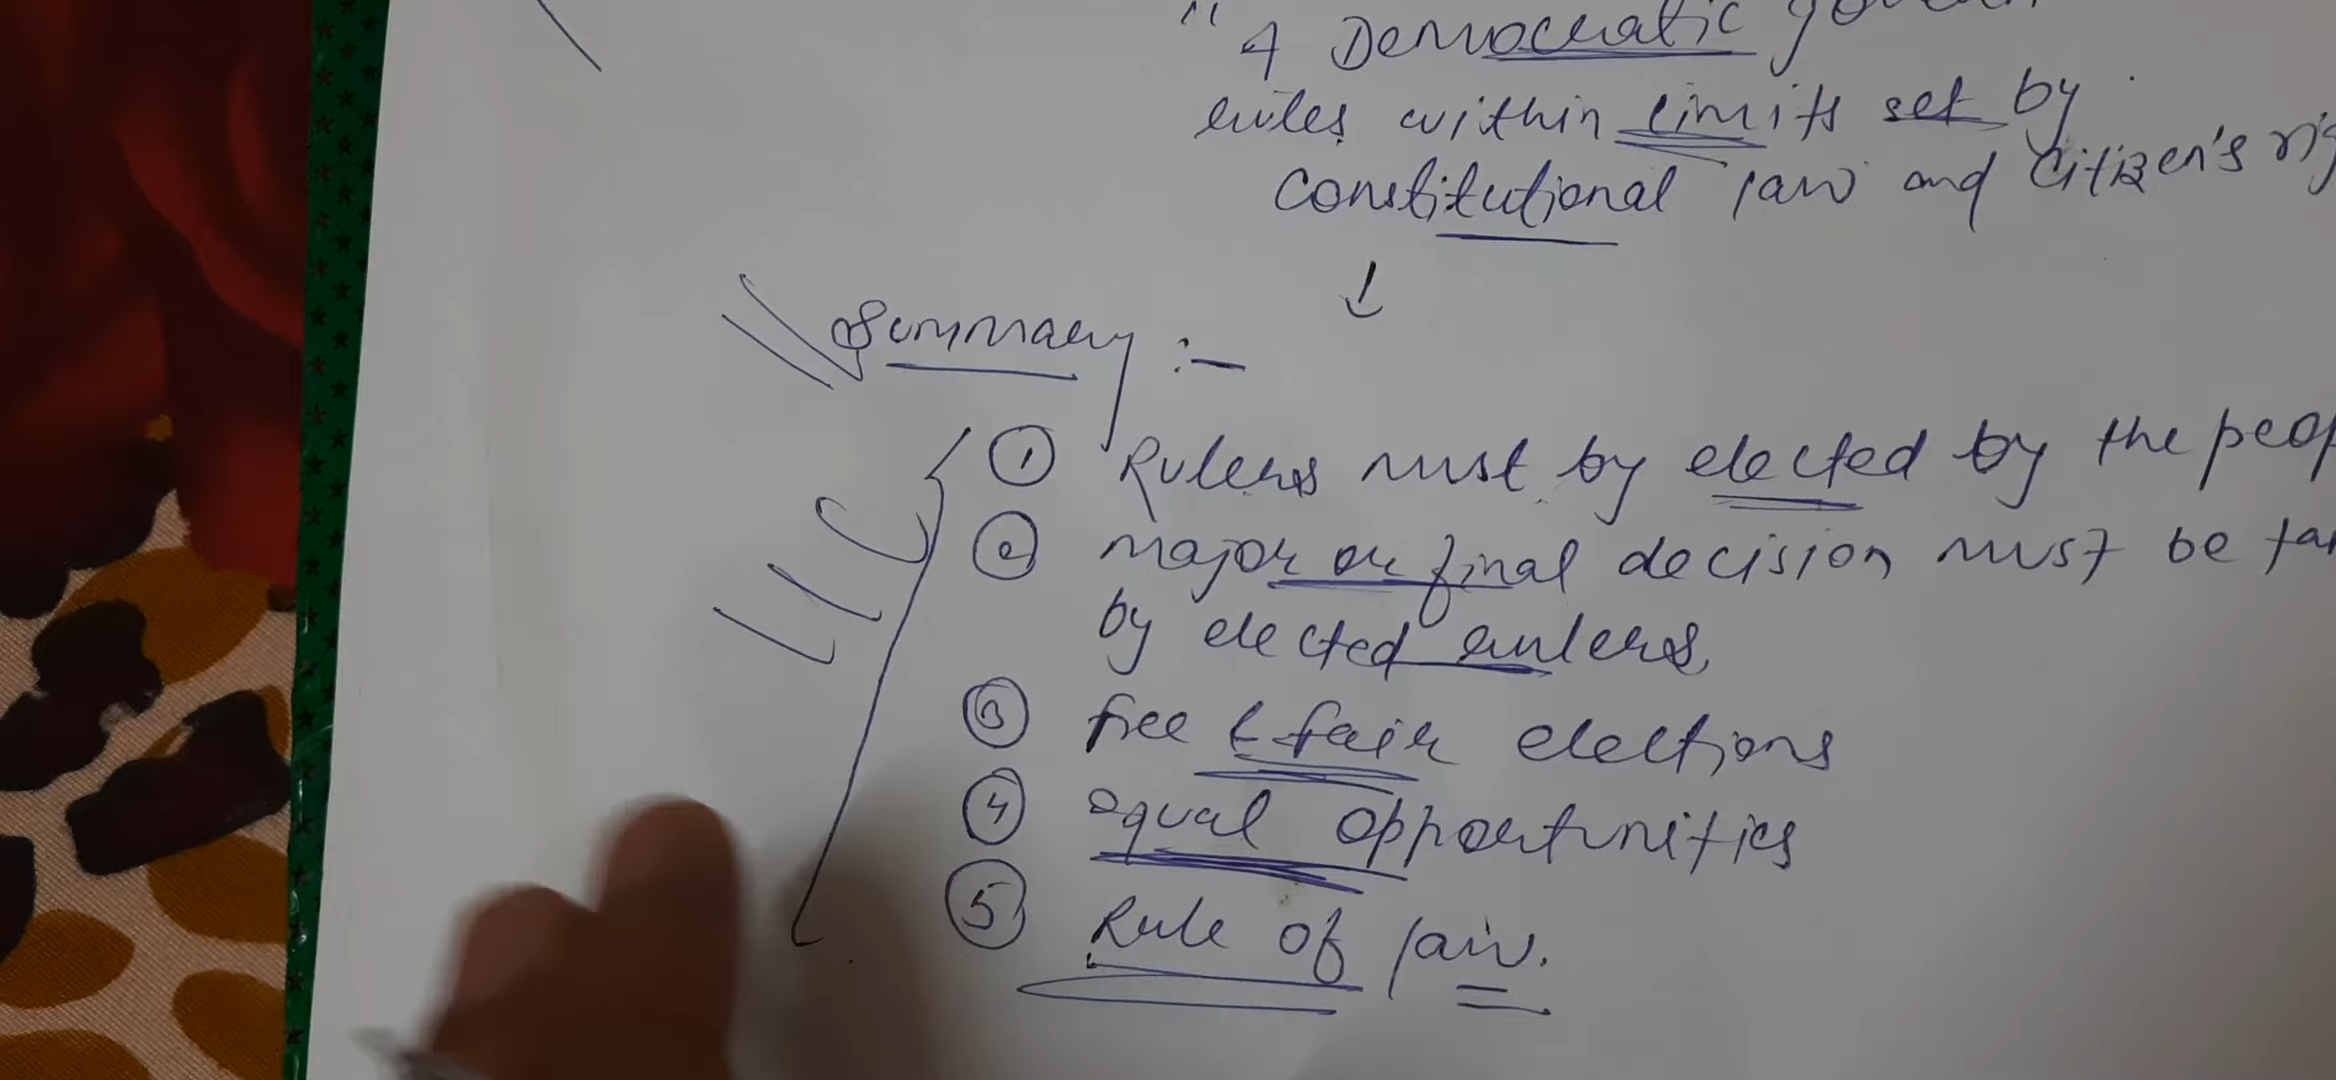 "A Democratic
rules within limits set by
constitutional law and citizen's
↓
Summary :-
① Rulers must by elected by the
② major or final decision must be
by elected rulers.
③ free & fair elections
④ equal opportunities
⑤ Rule of law.